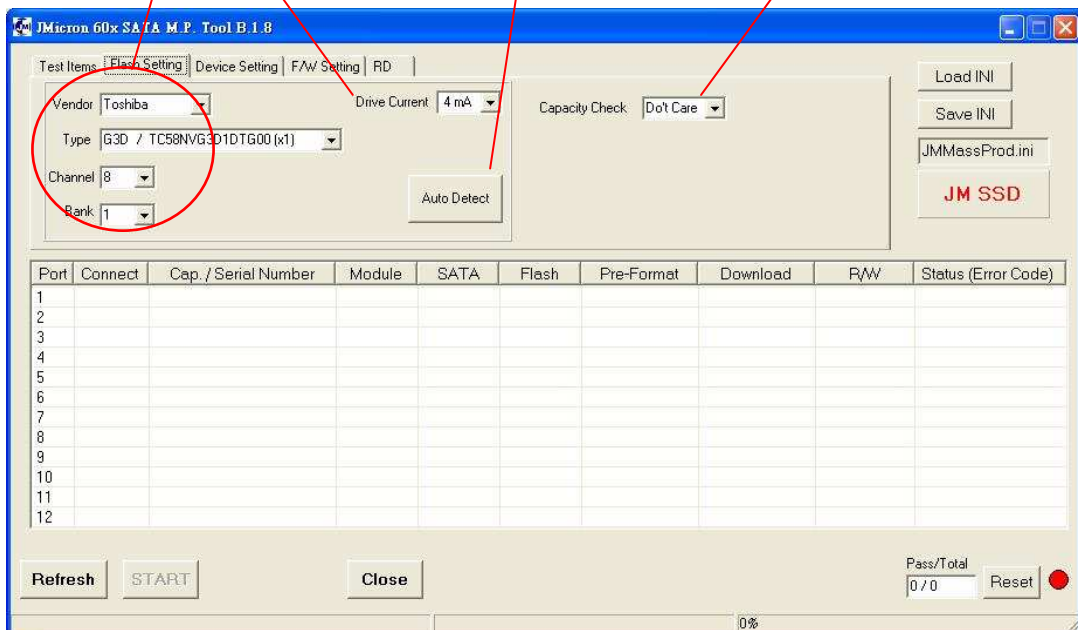 JMicron 60x SATA M.P. Tool B.1.8
Test Items Flash Setting Device Setting F/W Setting RD
Load INI
Vendor Toshiba Drive Current 4 mA Capacity Check Do't Care
Save INI
Type G3D / TC58NVG3D1DTG00 (x1)
JMMassProd.ini
Channel 8
Auto Detect
JM SSD
Bank 1
Port Connect Cap. / Serial Number Module SATA Flash Pre-Format Download R/W Status (Error Code)
1
2
3
4
5
6
7
8
9
10
11
12
Pass/Total
Refresh START Close 0 / 0 Reset
0%